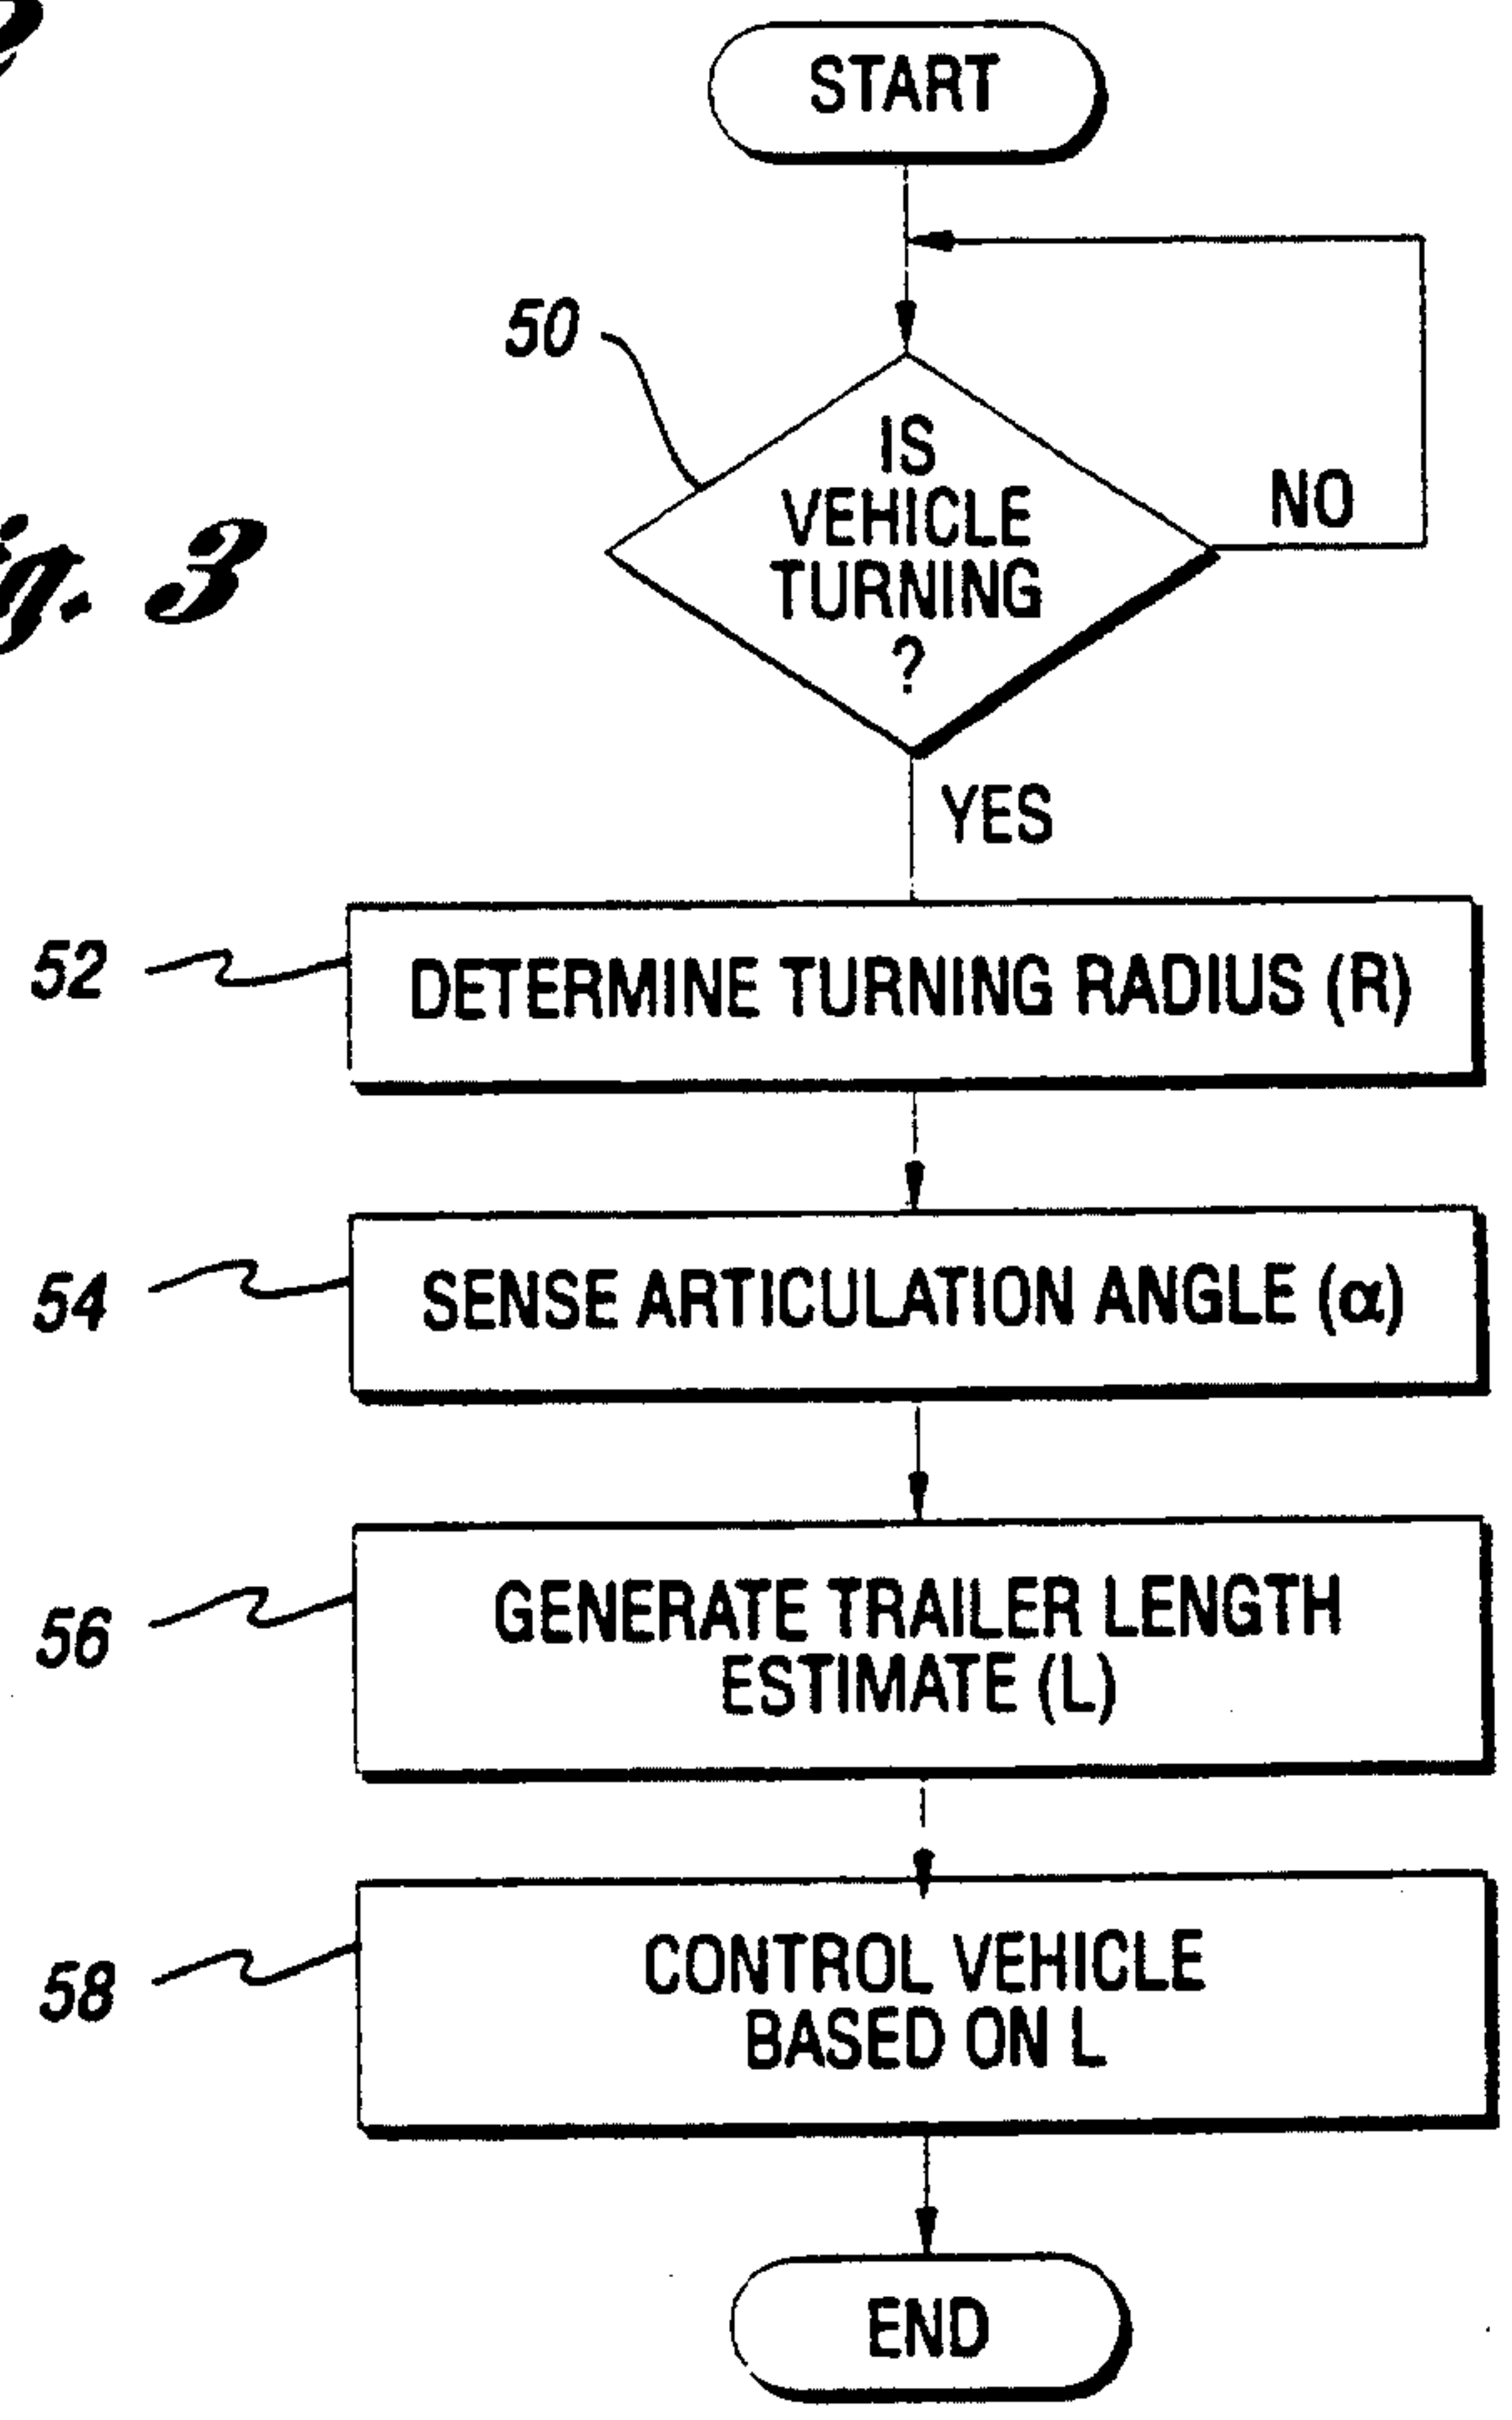 START
50
IS
VEHICLE
TURNING
?
NO
g. 3
YES
52
DETERMINE TURNING RADIUS (R)
54
SENSE ARTICULATION ANGLE (α)
56
GENERATE TRAILER LENGTH
ESTIMATE (L)
58
CONTROL VEHICLE
BASED ON L
END